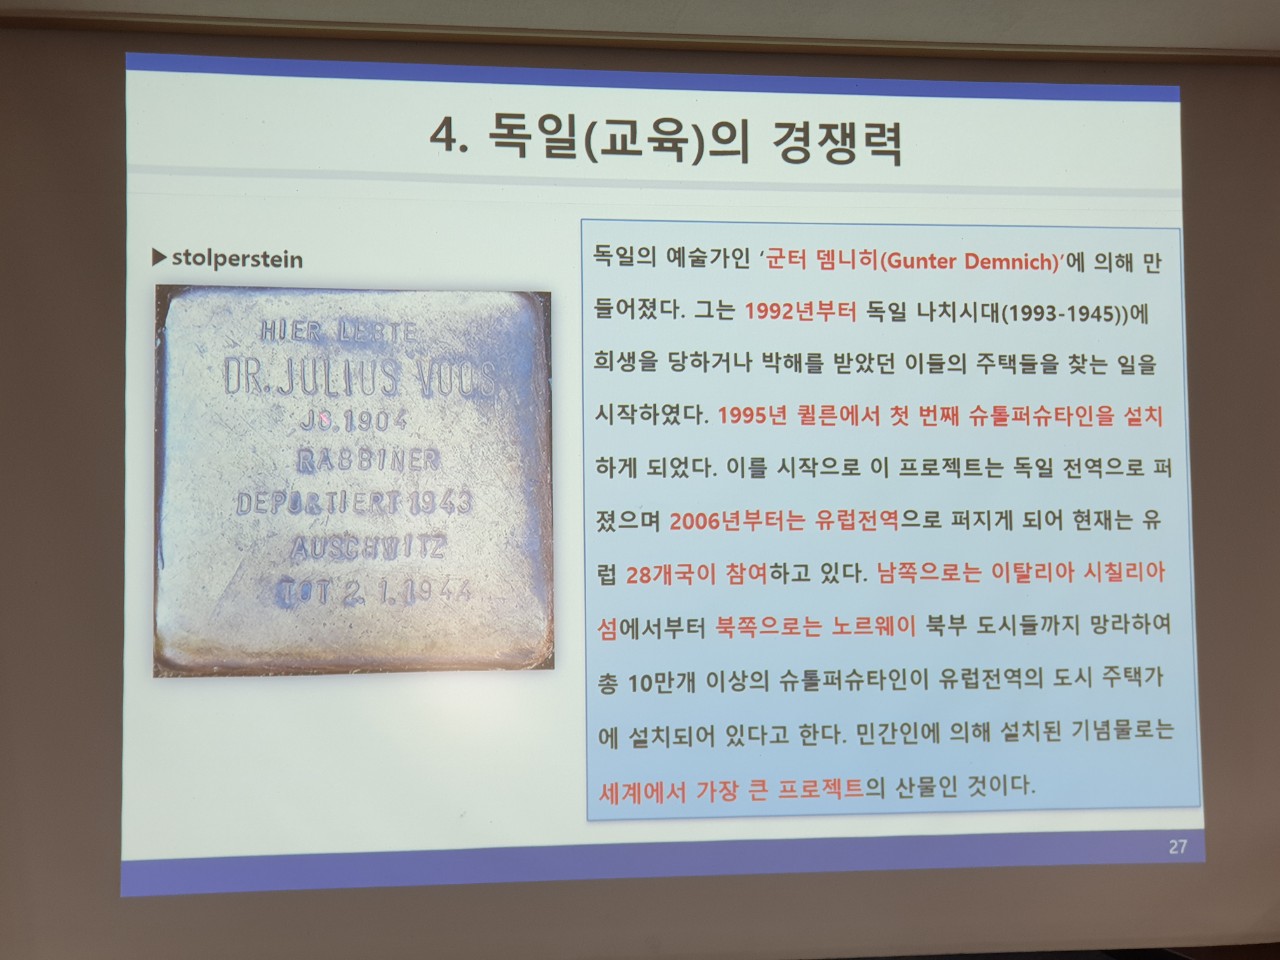 4. 독일(교육)의 경쟁력
▶stolperstein
HIER LEBTE
DR. JULIUS VOOS
JG. 1904
RABBINER
DEPORTIERT 1943
AUSCHWITZ
TOT 2. 1. 1944
독일의 예술가인 '군터 뎀니히(Gunter Demnich)'에 의해 만
들어졌다. 그는 1992년부터 독일 나치시대(1993-1945))에
희생을 당하거나 박해를 받았던 이들의 주택들을 찾는 일을
시작하였다. 1995년 퀼른에서 첫 번째 슈톨퍼슈타인을 설치
하게 되었다. 이를 시작으로 이 프로젝트는 독일 전역으로 퍼
졌으며 2006년부터는 유럽전역으로 퍼지게 되어 현재는 유
럽 28개국이 참여하고 있다. 남쪽으로는 이탈리아 시칠리아
섬에서부터 북쪽으로는 노르웨이 북부 도시들까지 망라하여
총 10만개 이상의 슈톨퍼슈타인이 유럽전역의 도시 주택가
에 설치되어 있다고 한다. 민간인에 의해 설치된 기념물로는
세계에서 가장 큰 프로젝트의 산물인 것이다.
27